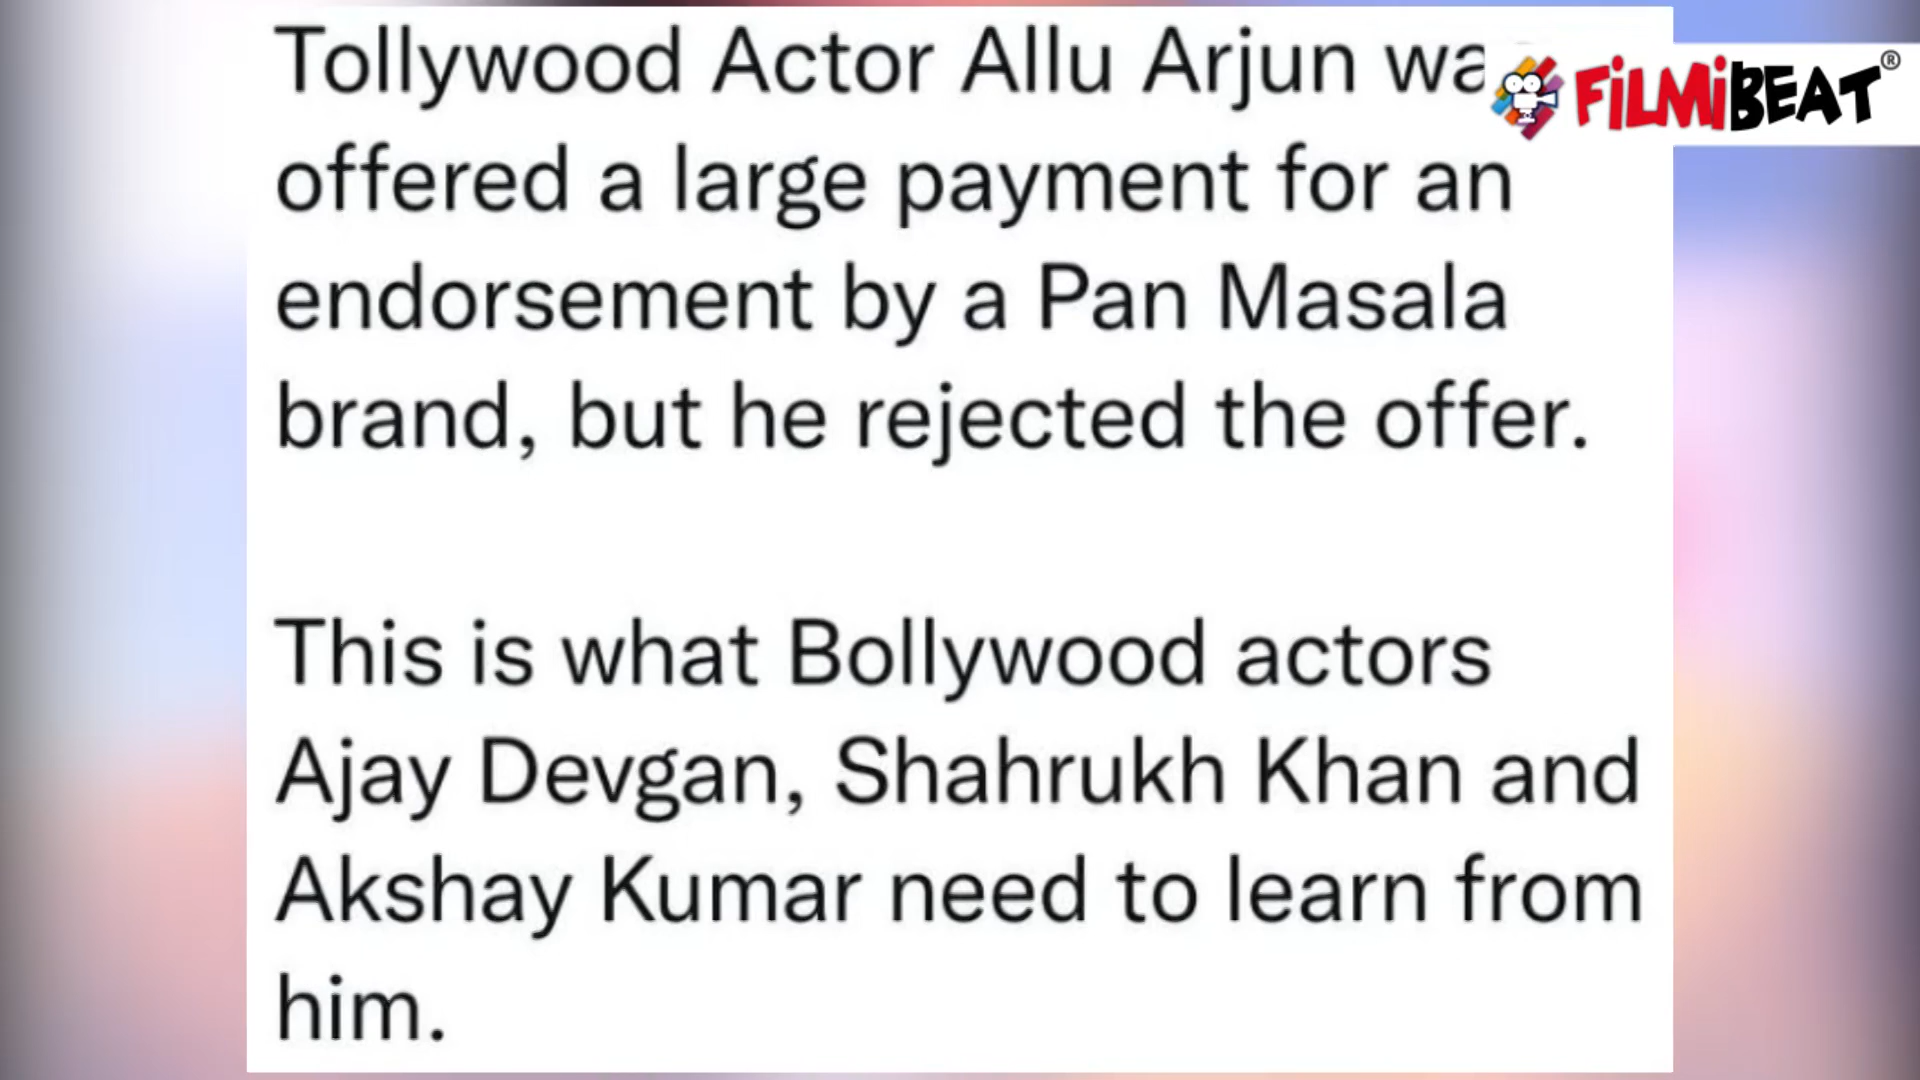 Tollywood Actor Allu Arjun
offered a large payment for an
endorsement by a Pan Masala
brand, but he rejected the offer.
This is what Bollywood actors
Ajay Devgan, Shahrukh Khan and
Akshay Kumar need to learn from
him.
FiLMiBEAT®